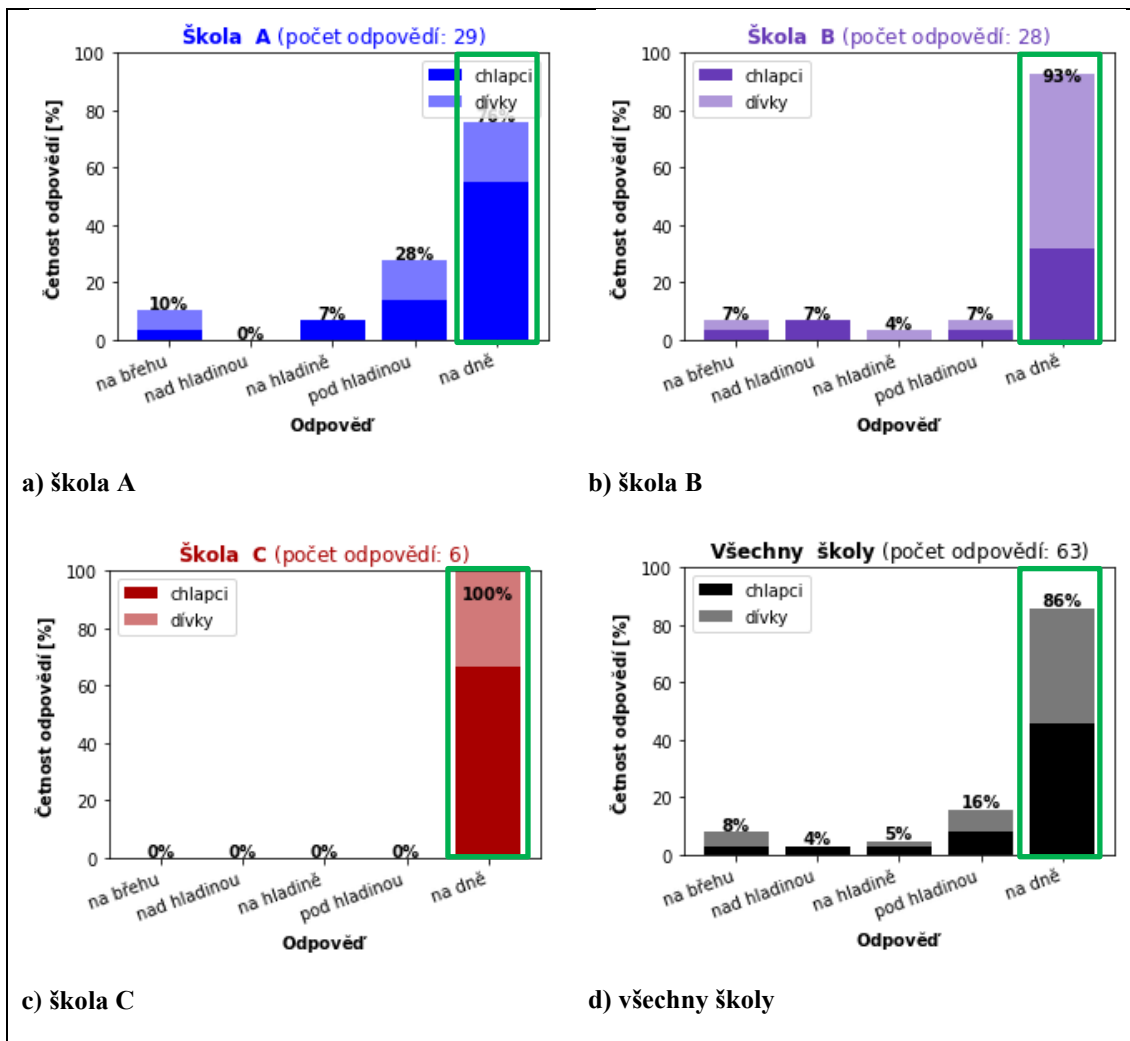 Škola A (počet odpovědí: 29)
Četnost odpovědí [%]
100
80
60
40
20
0
chlapci
dívky
10%
0%
7%
28%
76%
na břehu
nad hladinou
na hladině
pod hladinou
na dně
Odpověď
a) škola A
Škola B (počet odpovědí: 28)
Četnost odpovědí [%]
100
80
60
40
20
0
chlapci
dívky
7%
7%
4%
7%
93%
na břehu
nad hladinou
na hladině
pod hladinou
na dně
Odpověď
b) škola B
Škola C (počet odpovědí: 6)
Četnost odpovědí [%]
100
80
60
40
20
0
chlapci
dívky
0%
0%
0%
0%
100%
na břehu
nad hladinou
na hladině
pod hladinou
na dně
Odpověď
c) škola C
Všechny školy (počet odpovědí: 63)
Četnost odpovědí [%]
100
80
60
40
20
0
chlapci
dívky
8%
4%
5%
16%
86%
na břehu
nad hladinou
na hladině
pod hladinou
na dně
Odpověď
d) všechny školy